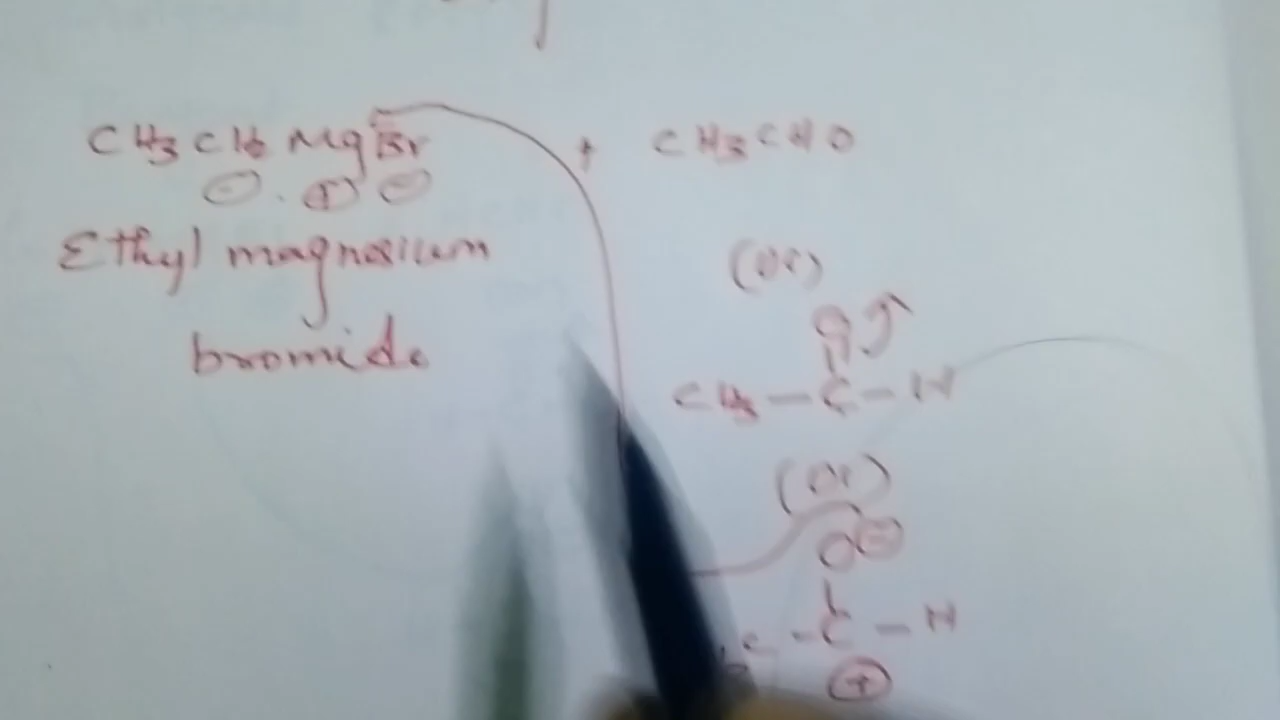 CH3CH2MgBr + CH3CHO
⊖ ⊕ ⊖
Ethyl magnesium
bromide
(or)
O
CH3 — C — H
(or)
O⊖
C — H
⊕